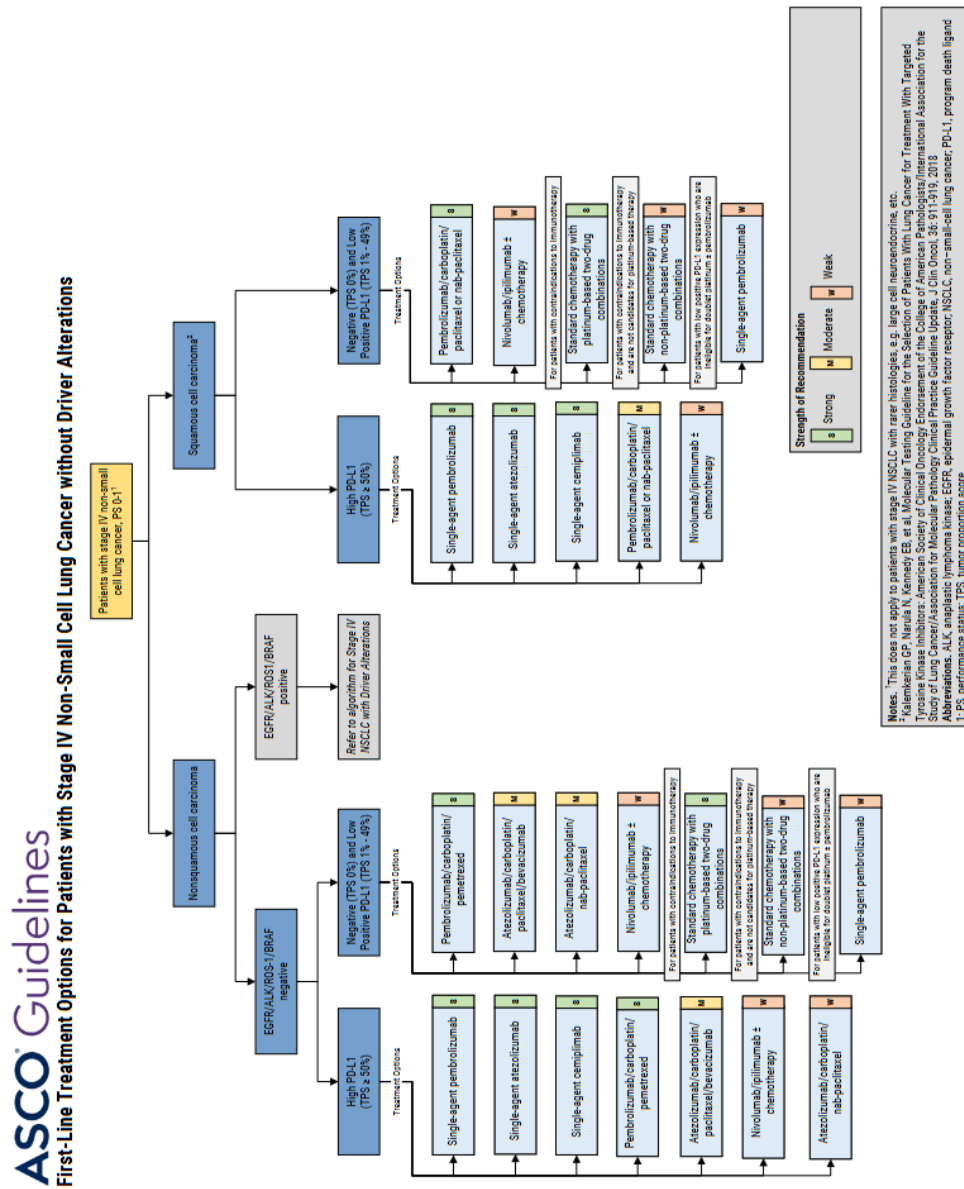 ASCO® Guidelines
First-Line Treatment Options for Patients with Stage IV Non-Small Cell Lung Cancer without Driver Alterations
Patients with stage IV non-small
cell lung cancer, PS 0-1¹
Nonsquamous cell carcinoma
Squamous cell carcinoma²
EGFR/ALK/ROS-1/BRAF
negative
EGFR/ALK/ROS1/BRAF
positive
Refer to algorithm for Stage IV
NSCLC with Driver Alterations
High PD-L1
(TPS ≥ 50%)
Treatment Options
Single-agent pembrolizumab
S
Single-agent atezolizumab
S
Single-agent cemiplimab
S
Pembrolizumab/carboplatin/
pemetrexed
S
Atezolizumab/carboplatin/
paclitaxel/bevacizumab
M
Nivolumab/ipilimumab ±
chemotherapy
W
Atezolizumab/carboplatin/
nab-paclitaxel
W
Negative (TPS 0%) and Low
Positive PD-L1 (TPS 1% - 49%)
Treatment Options
Pembrolizumab/carboplatin/
pemetrexed
S
Atezolizumab/carboplatin/
paclitaxel/bevacizumab
M
Atezolizumab/carboplatin/
nab-paclitaxel
M
Nivolumab/ipilimumab ±
chemotherapy
W
For patients with contraindications to immunotherapy
Standard chemotherapy with
platinum-based two-drug
combinations
S
For patients with contraindications to immunotherapy
and are not candidates for platinum-based therapy
Standard chemotherapy with
non-platinum-based two-drug
combinations
W
For patients with low positive PD-L1 expression who are
ineligible for doublet platinum ± pembrolizumab
Single-agent pembrolizumab
W
High PD-L1
(TPS ≥ 50%)
Treatment Options
Single-agent pembrolizumab
S
Single-agent atezolizumab
S
Single-agent cemiplimab
S
Pembrolizumab/carboplatin/
paclitaxel or nab-paclitaxel
M
Nivolumab/ipilimumab ±
chemotherapy
W
Negative (TPS 0%) and Low
Positive PD-L1 (TPS 1% - 49%)
Treatment Options
Pembrolizumab/carboplatin/
paclitaxel or nab-paclitaxel
S
Nivolumab/ipilimumab ±
chemotherapy
W
For patients with contraindications to immunotherapy
Standard chemotherapy with
platinum-based two-drug
combinations
S
For patients with contraindications to immunotherapy
and are not candidates for platinum-based therapy
Standard chemotherapy with
non-platinum-based two-drug
combinations
W
For patients with low positive PD-L1 expression who are
ineligible for doublet platinum ± pembrolizumab
Single-agent pembrolizumab
W
Strength of Recommendation
S Strong M Moderate W Weak
Notes. ¹This does not apply to patients with stage IV NSCLC with rarer histologies, e.g. large cell neuroendocrine, etc.
² Kalemkerian GP, Narula N, Kennedy EB, et al, Molecular Testing Guideline for the Selection of Patients With Lung Cancer for Treatment With Targeted
Tyrosine Kinase Inhibitors: American Society of Clinical Oncology Endorsement of the College of American Pathologists/International Association for the
Study of Lung Cancer/Association for Molecular Pathology Clinical Practice Guideline Update, J Clin Oncol, 36: 911-919, 2018
Abbreviations. ALK, anaplastic lymphoma kinase; EGFR, epidermal growth factor receptor; NSCLC, non-small-cell lung cancer; PD-L1, program death ligand
1; PS, performance status; TPS, tumor proportion score